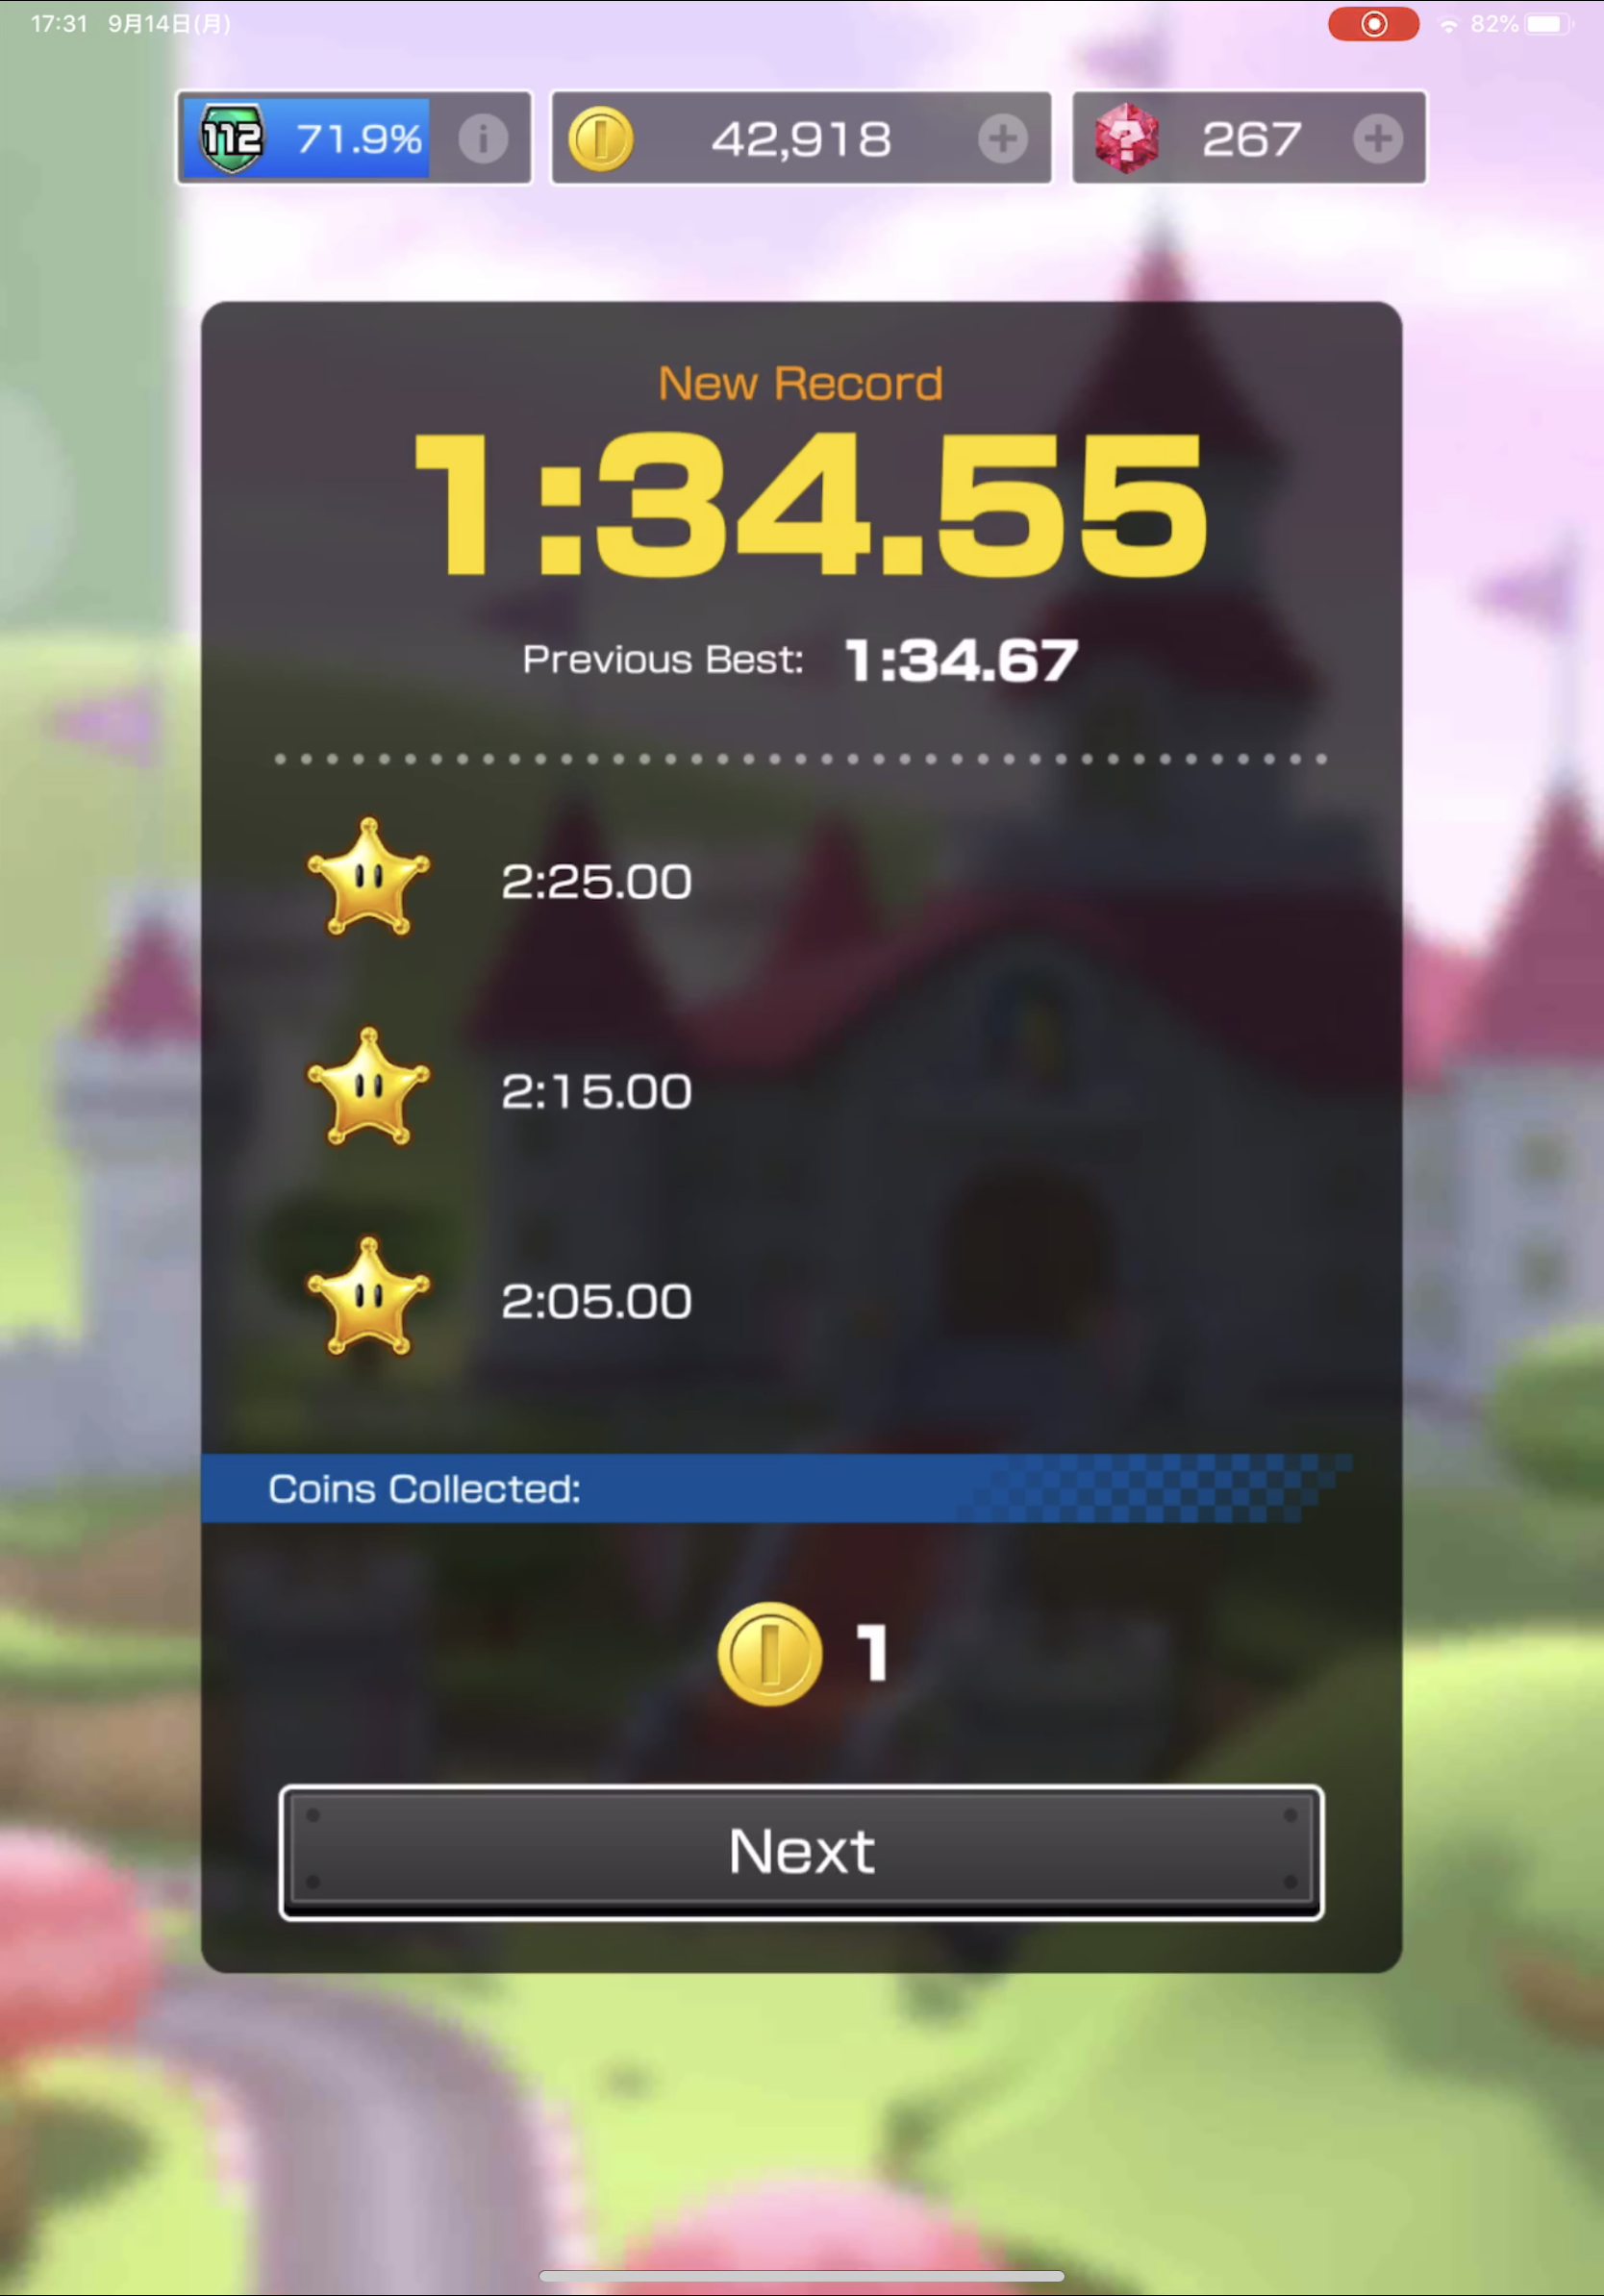 17:31 9月14日(月) 82%
112 71.9% i 42,918 + ? 267 +
New Record
1:34.55
Previous Best: 1:34.67
2:25.00
2:15.00
2:05.00
Coins Collected:
1
Next